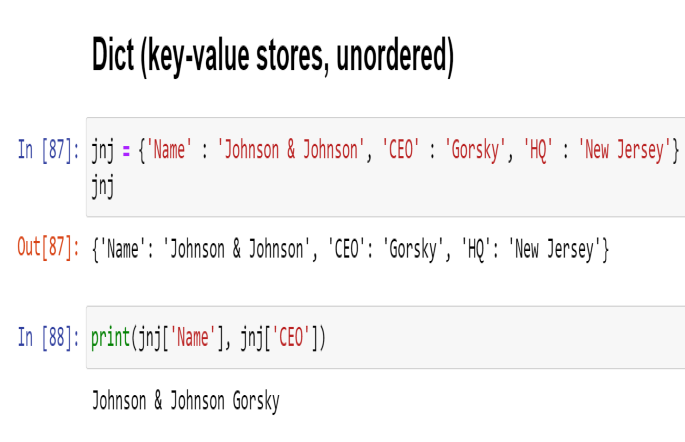 Dict (key-value stores, unordered)
In [87]: jnj = {'Name' : 'Johnson & Johnson', 'CEO' : 'Gorsky', 'HQ' : 'New Jersey'}
jnj
Out[87]: {'Name': 'Johnson & Johnson', 'CEO': 'Gorsky', 'HQ': 'New Jersey'}
In [88]: print(jnj['Name'], jnj['CEO'])
Johnson & Johnson Gorsky